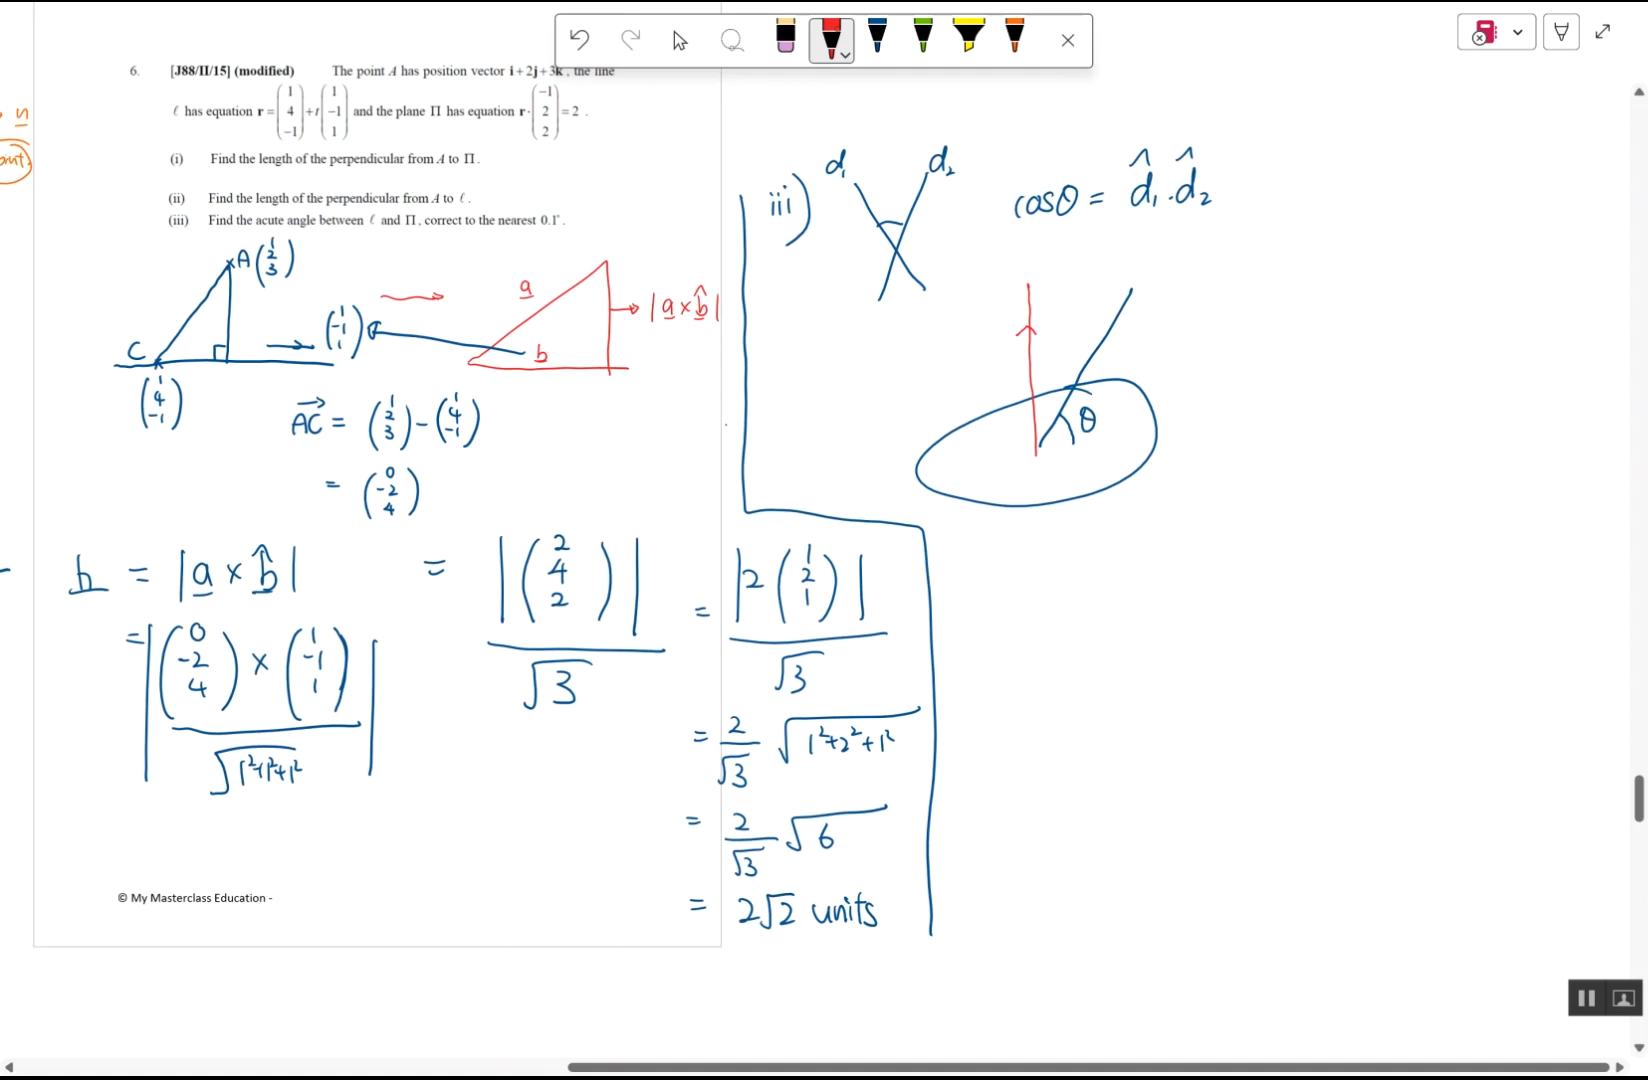 6. [J88/II/15] (modified) The point A has position vector i + 2j + 3k, the line
ℓ has equation r = (1 4 −1) + t (1 −1 1) and the plane Π has equation r · (−1 2 2) = 2 .
(i) Find the length of the perpendicular from A to Π .
(ii) Find the length of the perpendicular from A to ℓ .
(iii) Find the acute angle between ℓ and Π , correct to the nearest 0.1° .
n
A (1 2 3)
C
(1 4 -1)
(1 -1 1)
a
b
|a × b̂|
AC = (1 2 3) - (1 4 -1)
= (0 -2 4)
h = |a × b̂|
= |(0 -2 4) × (1 -1 1) / √1²+1²+1²|
= |(2 4 2)| / √3
= |2 (1 2 1)| / √3
= 2/√3 √1²+2²+1²
= 2/√3 √6
= 2√2 units
iii)
d₁ d₂
cosθ = d̂₁ . d̂₂
θ
© My Masterclass Education -